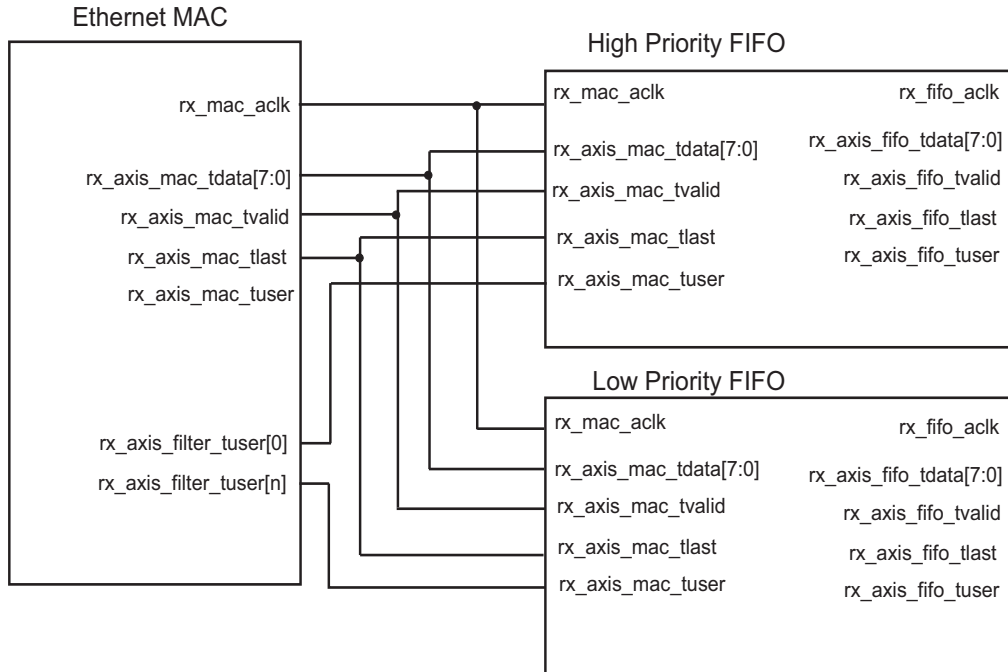 Ethernet MAC
rx_mac_aclk
rx_axis_mac_tdata[7:0]
rx_axis_mac_tvalid
rx_axis_mac_tlast
rx_axis_mac_tuser
rx_axis_filter_tuser[0]
rx_axis_filter_tuser[n]
High Priority FIFO
rx_mac_aclk
rx_axis_mac_tdata[7:0]
rx_axis_mac_tvalid
rx_axis_mac_tlast
rx_axis_mac_tuser
rx_fifo_aclk
rx_axis_fifo_tdata[7:0]
rx_axis_fifo_tvalid
rx_axis_fifo_tlast
rx_axis_fifo_tuser
Low Priority FIFO
rx_mac_aclk
rx_axis_mac_tdata[7:0]
rx_axis_mac_tvalid
rx_axis_mac_tlast
rx_axis_mac_tuser
rx_fifo_aclk
rx_axis_fifo_tdata[7:0]
rx_axis_fifo_tvalid
rx_axis_fifo_tlast
rx_axis_fifo_tuser